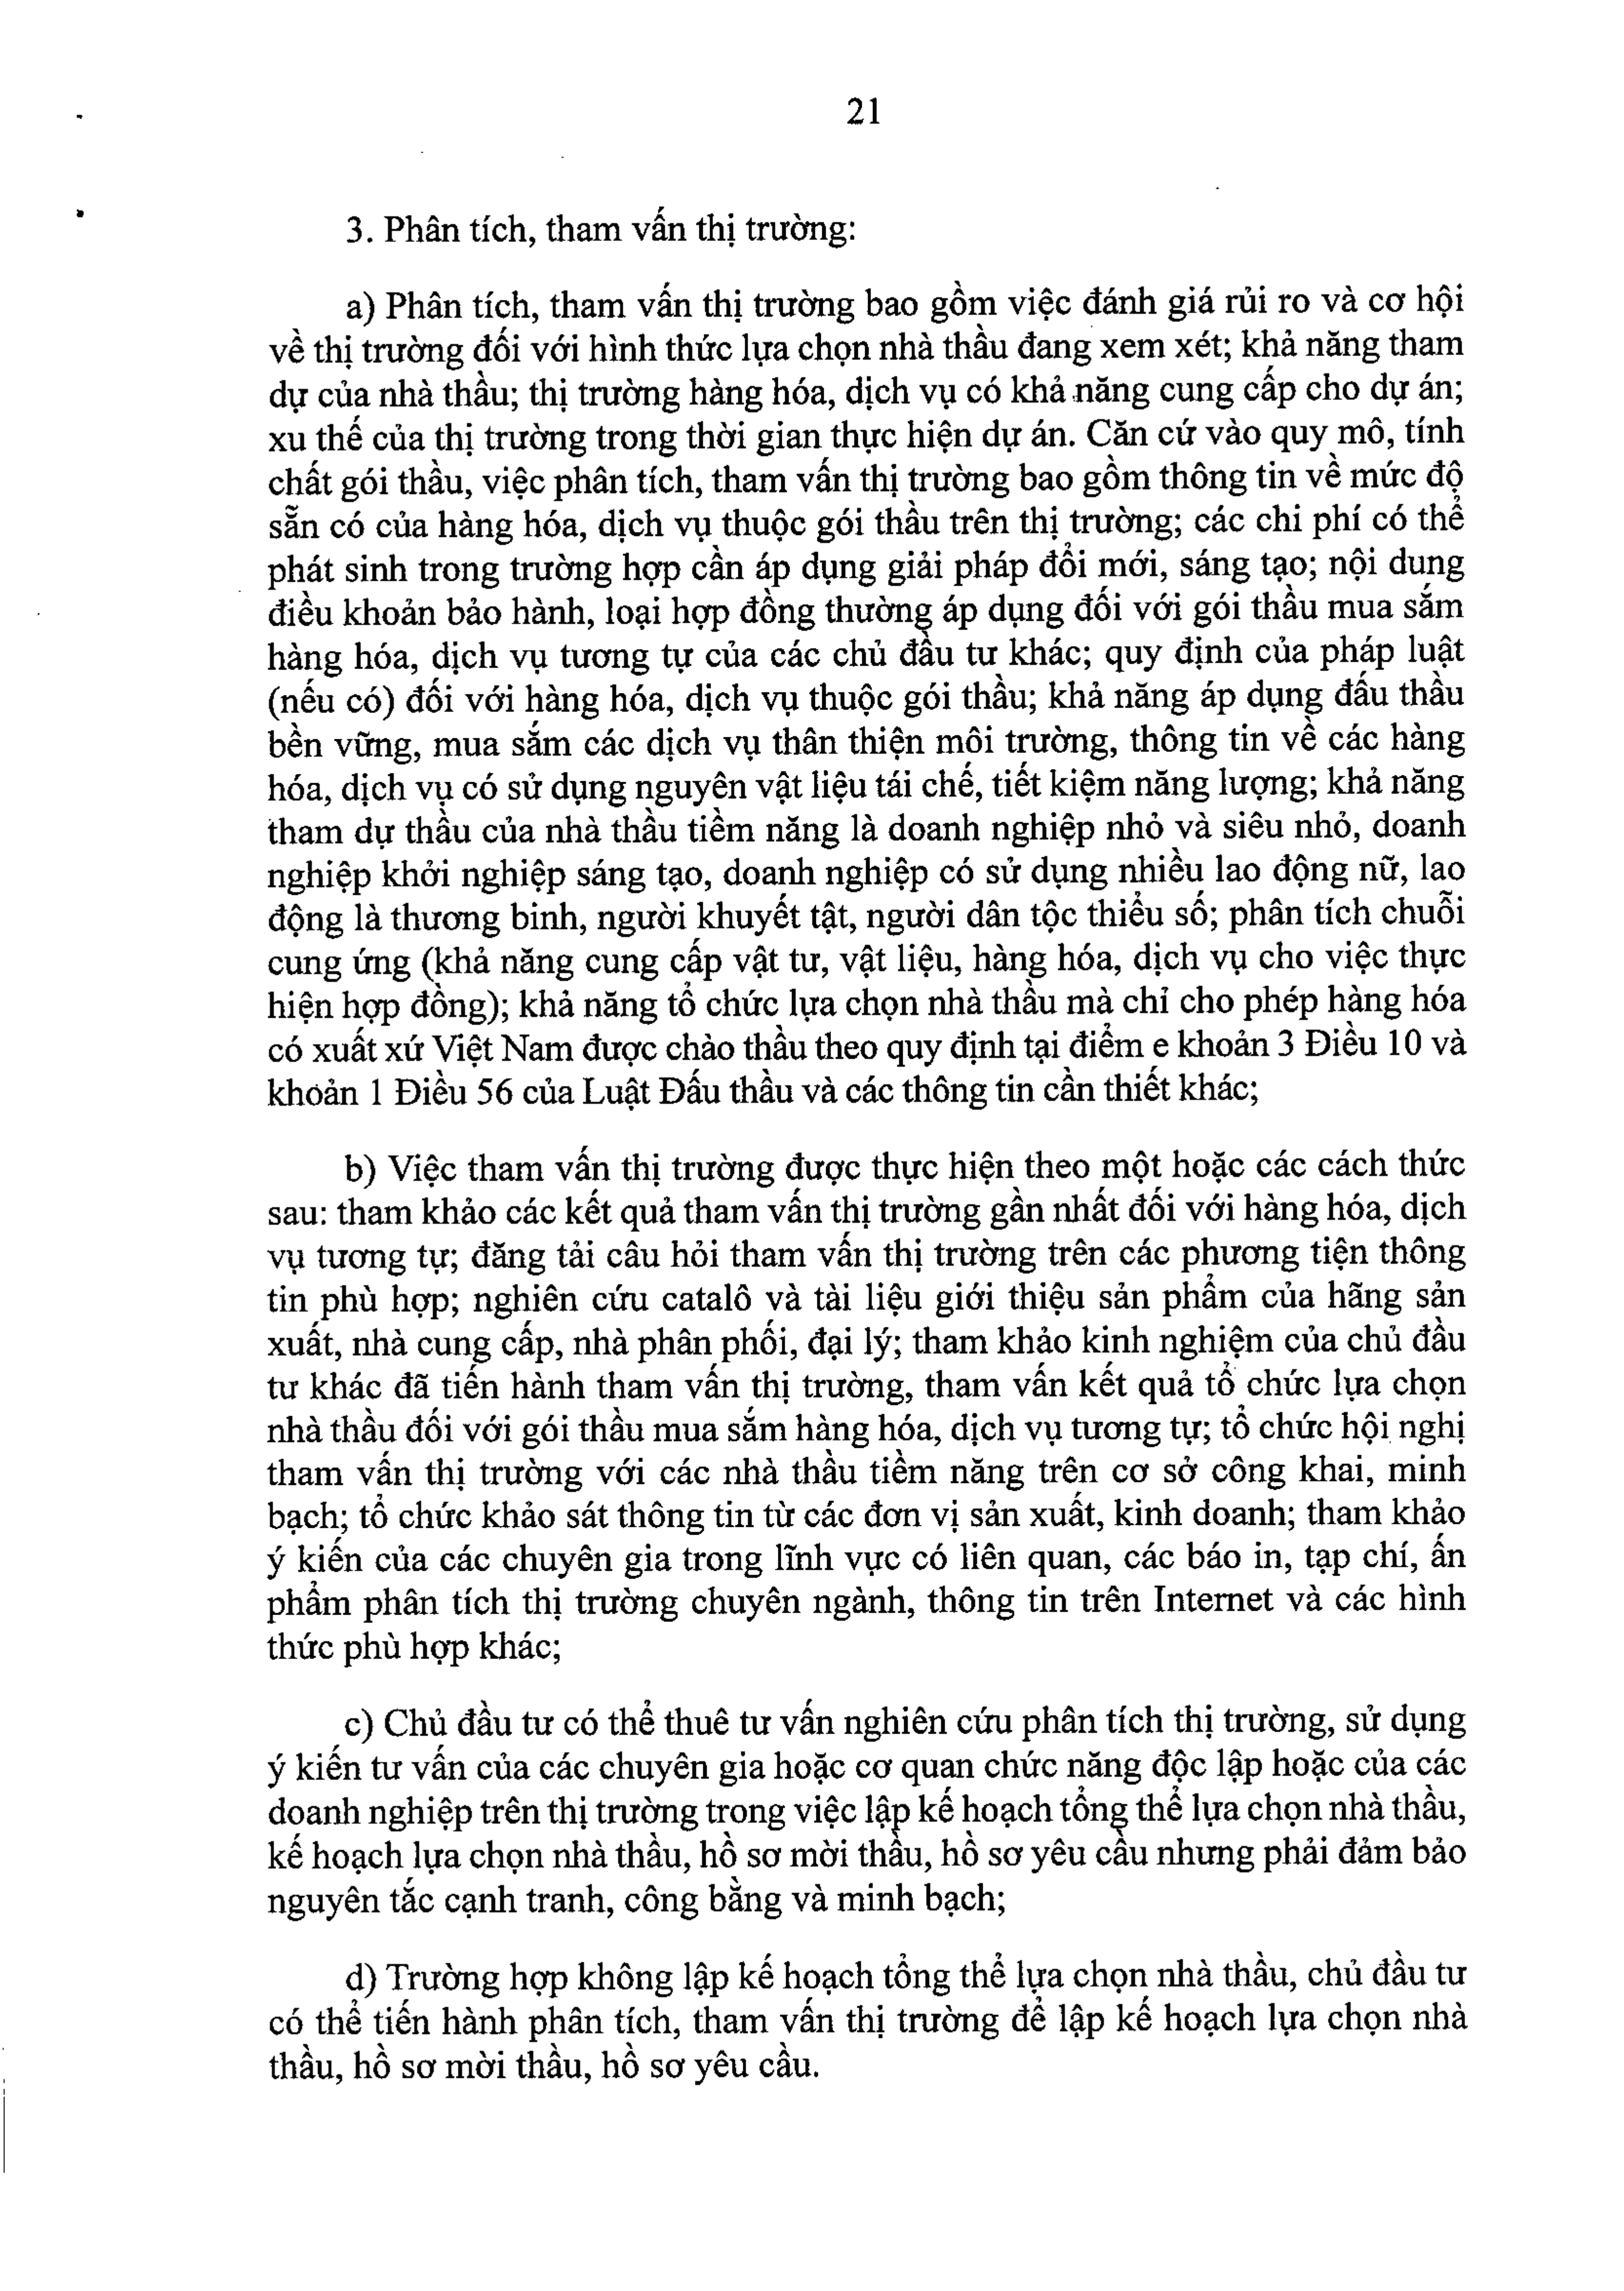 21
3. Phân tích, tham vấn thị trường:
a) Phân tích, tham vấn thị trường bao gồm việc đánh giá rủi ro và cơ hội
về thị trường đối với hình thức lựa chọn nhà thầu đang xem xét; khả năng tham
dự của nhà thầu; thị trường hàng hóa, dịch vụ có khả năng cung cấp cho dự án;
xu thế của thị trường trong thời gian thực hiện dự án. Căn cứ vào quy mô, tính
chất gói thầu, việc phân tích, tham vấn thị trường bao gồm thông tin về mức độ
sẵn có của hàng hóa, dịch vụ thuộc gói thầu trên thị trường; các chi phí có thể
phát sinh trong trường hợp cần áp dụng giải pháp đổi mới, sáng tạo; nội dung
điều khoản bảo hành, loại hợp đồng thường áp dụng đối với gói thầu mua sắm
hàng hóa, dịch vụ tương tự của các chủ đầu tư khác; quy định của pháp luật
(nếu có) đối với hàng hóa, dịch vụ thuộc gói thầu; khả năng áp dụng đấu thầu
bền vững, mua sắm các dịch vụ thân thiện môi trường, thông tin về các hàng
hóa, dịch vụ có sử dụng nguyên vật liệu tái chế, tiết kiệm năng lượng; khả năng
tham dự thầu của nhà thầu tiềm năng là doanh nghiệp nhỏ và siêu nhỏ, doanh
nghiệp khởi nghiệp sáng tạo, doanh nghiệp có sử dụng nhiều lao động nữ, lao
động là thương binh, người khuyết tật, người dân tộc thiểu số; phân tích chuỗi
cung ứng (khả năng cung cấp vật tư, vật liệu, hàng hóa, dịch vụ cho việc thực
hiện hợp đồng); khả năng tổ chức lựa chọn nhà thầu mà chỉ cho phép hàng hóa
có xuất xứ Việt Nam được chào thầu theo quy định tại điểm e khoản 3 Điều 10 và
khoản 1 Điều 56 của Luật Đấu thầu và các thông tin cần thiết khác;
b) Việc tham vấn thị trường được thực hiện theo một hoặc các cách thức
sau: tham khảo các kết quả tham vấn thị trường gần nhất đối với hàng hóa, dịch
vụ tương tự; đăng tải câu hỏi tham vấn thị trường trên các phương tiện thông
tin phù hợp; nghiên cứu catalô và tài liệu giới thiệu sản phẩm của hãng sản
xuất, nhà cung cấp, nhà phân phối, đại lý; tham khảo kinh nghiệm của chủ đầu
tư khác đã tiến hành tham vấn thị trường, tham vấn kết quả tổ chức lựa chọn
nhà thầu đối với gói thầu mua sắm hàng hóa, dịch vụ tương tự; tổ chức hội nghị
tham vấn thị trường với các nhà thầu tiềm năng trên cơ sở công khai, minh
bạch; tổ chức khảo sát thông tin từ các đơn vị sản xuất, kinh doanh; tham khảo
ý kiến của các chuyên gia trong lĩnh vực có liên quan, các báo in, tạp chí, ấn
phẩm phân tích thị trường chuyên ngành, thông tin trên Internet và các hình
thức phù hợp khác;
c) Chủ đầu tư có thể thuê tư vấn nghiên cứu phân tích thị trường, sử dụng
ý kiến tư vấn của các chuyên gia hoặc cơ quan chức năng độc lập hoặc của các
doanh nghiệp trên thị trường trong việc lập kế hoạch tổng thể lựa chọn nhà thầu,
kế hoạch lựa chọn nhà thầu, hồ sơ mời thầu, hồ sơ yêu cầu nhưng phải đảm bảo
nguyên tắc cạnh tranh, công bằng và minh bạch;
d) Trường hợp không lập kế hoạch tổng thể lựa chọn nhà thầu, chủ đầu tư
có thể tiến hành phân tích, tham vấn thị trường để lập kế hoạch lựa chọn nhà
thầu, hồ sơ mời thầu, hồ sơ yêu cầu.